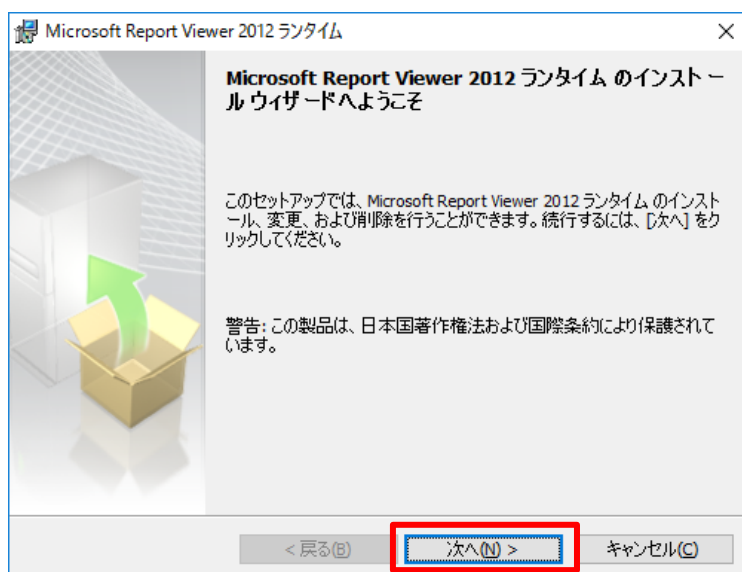 Microsoft Report Viewer 2012 ランタイム
Microsoft Report Viewer 2012 ランタイム のインストー
ル ウィザードへようこそ
このセットアップでは、Microsoft Report Viewer 2012 ランタイム のインスト
ール、変更、および削除を行うことができます。続行するには、[次へ] をク
リックしてください。
警告: この製品は、日本国著作権法および国際条約により保護されて
います。
< 戻る(B)
次へ(N) >
キャンセル(C)